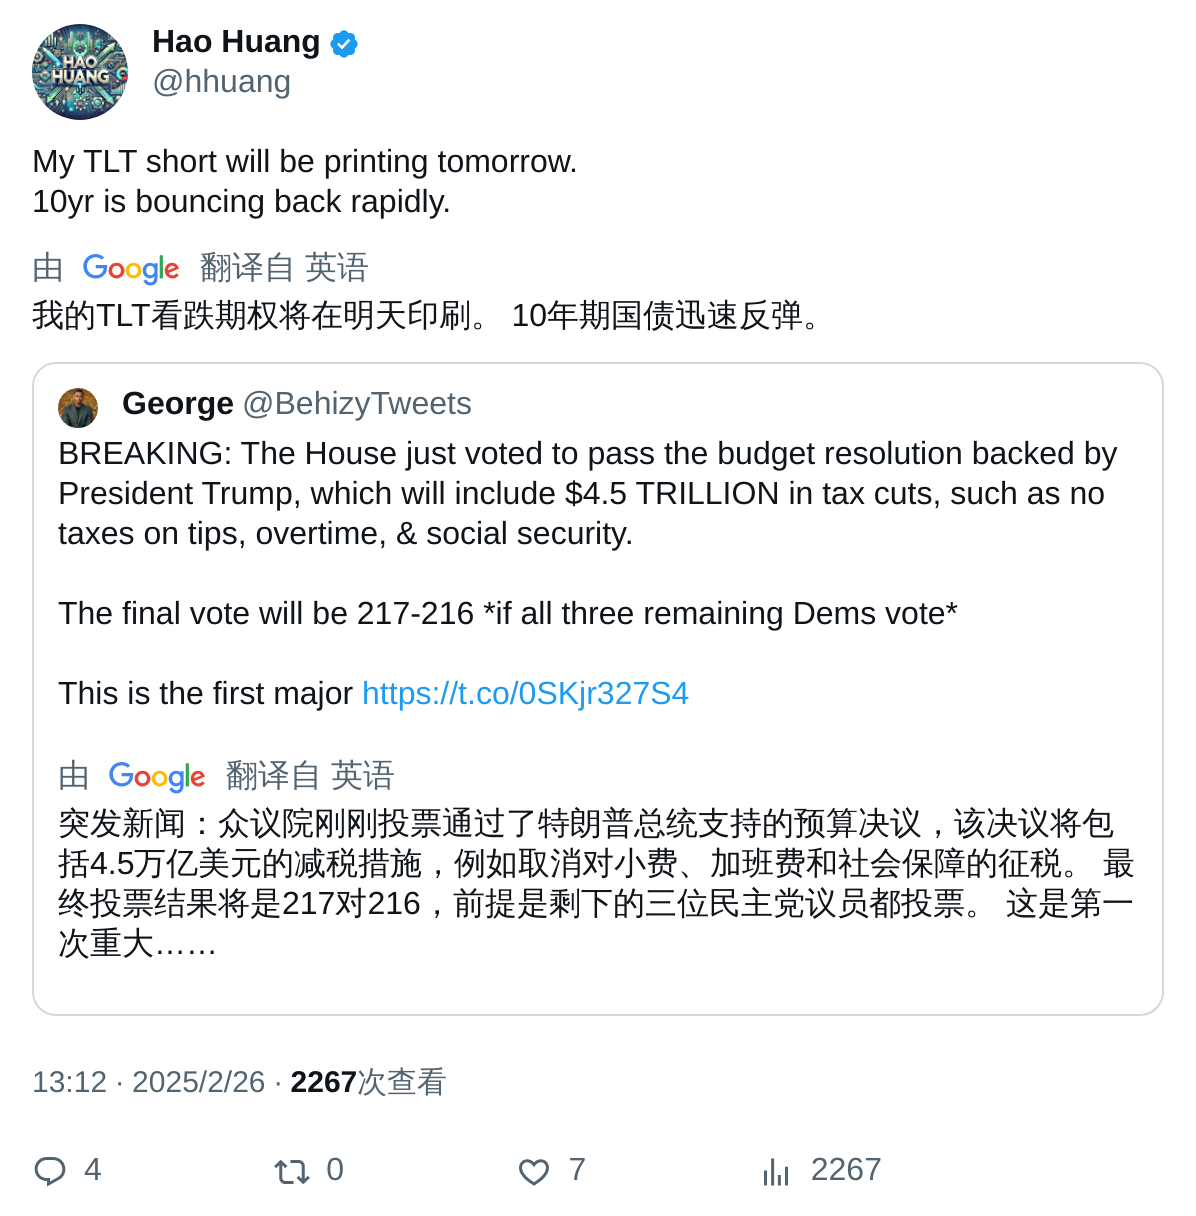 HAO
HUANG
Hao Huang
@hhuang
My TLT short will be printing tomorrow.
10yr is bouncing back rapidly.
由 Google 翻译自 英语
我的TLT看跌期权将在明天印刷。 10年期国债迅速反弹。
George @BehizyTweets
BREAKING: The House just voted to pass the budget resolution backed by
President Trump, which will include $4.5 TRILLION in tax cuts, such as no
taxes on tips, overtime, & social security.
The final vote will be 217-216 *if all three remaining Dems vote*
This is the first major https://t.co/0SKjr327S4
由 Google 翻译自 英语
突发新闻：众议院刚刚投票通过了特朗普总统支持的预算决议，该决议将包
括4.5万亿美元的减税措施，例如取消对小费、加班费和社会保障的征税。 最
终投票结果将是217对216，前提是剩下的三位民主党议员都投票。 这是第一
次重大……
13:12 · 2025/2/26 · 2267次查看
4 0 7 2267